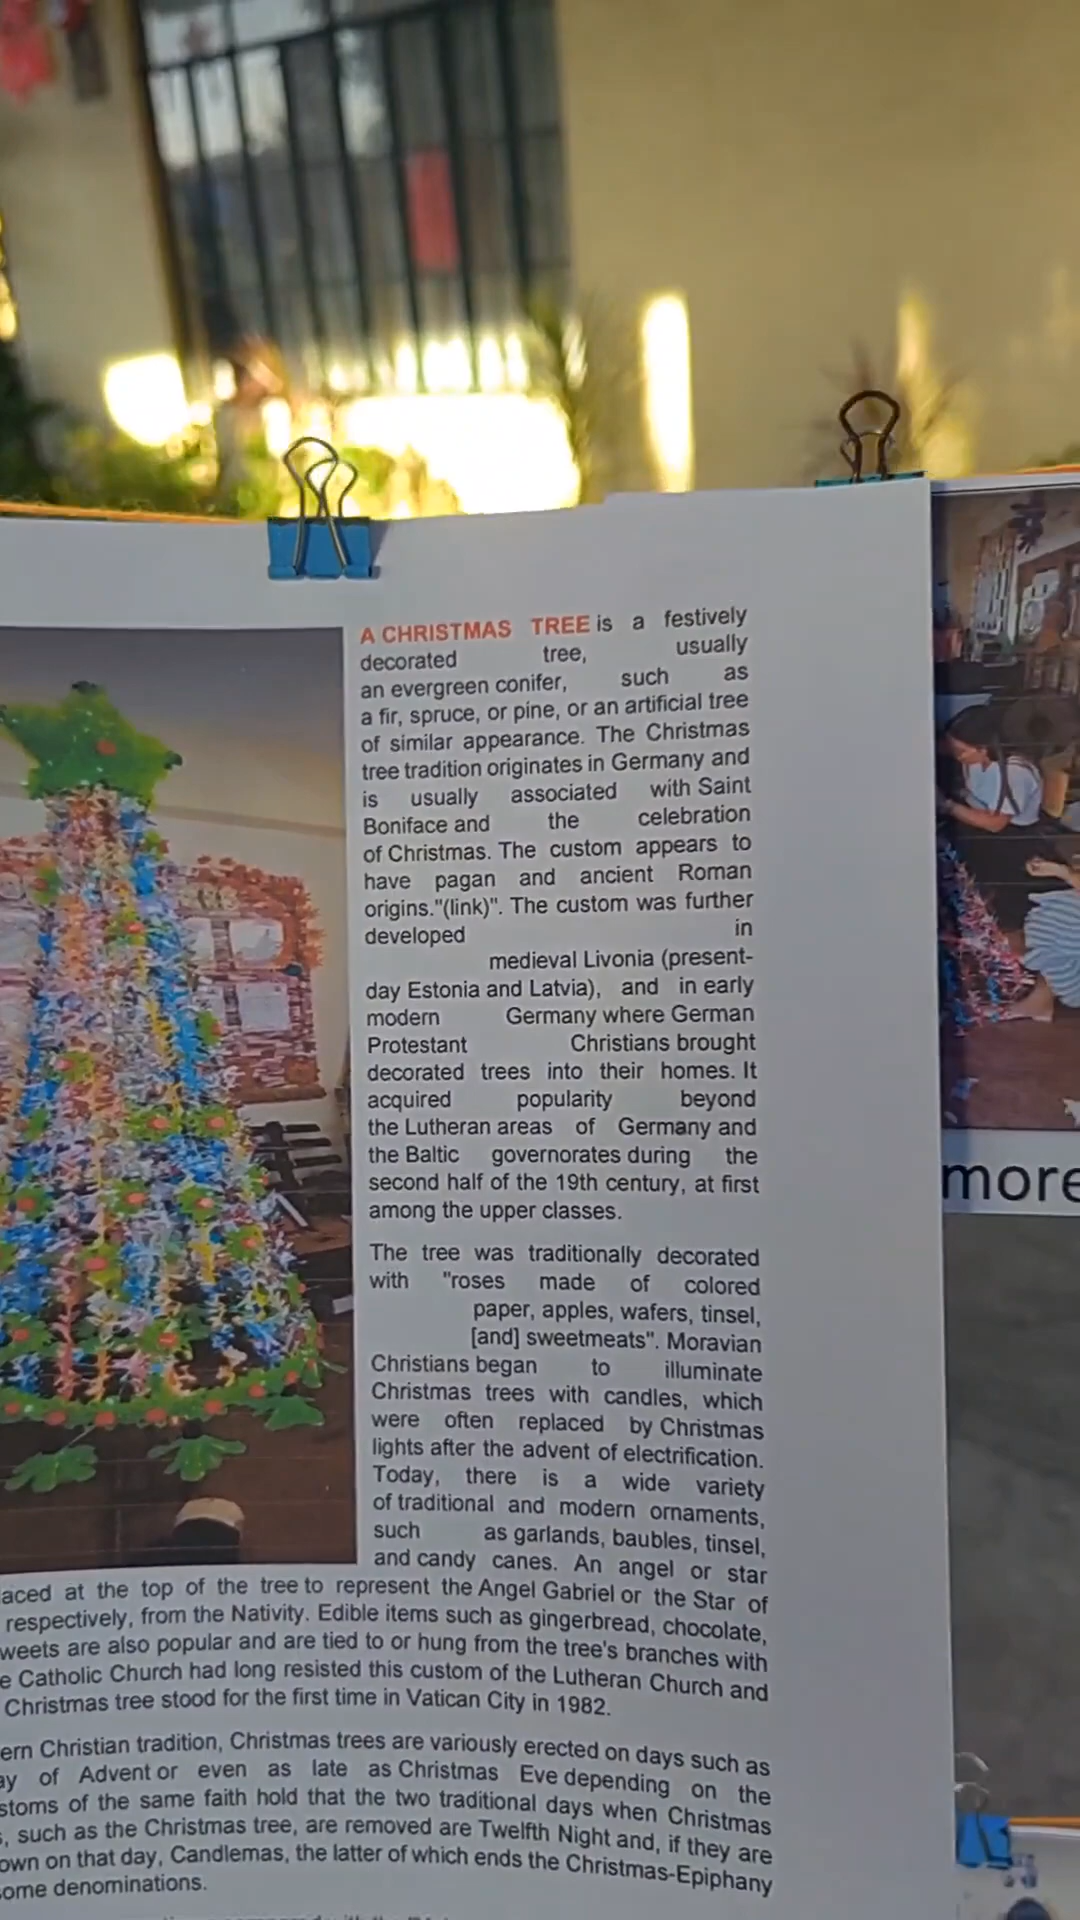 A CHRISTMAS TREE is a festively
decorated tree, usually
an evergreen conifer, such as
a fir, spruce, or pine, or an artificial tree
of similar appearance. The Christmas
tree tradition originates in Germany and
is usually associated with Saint
Boniface and the celebration
of Christmas. The custom appears to
have pagan and ancient Roman
origins."(link)". The custom was further
developed in
medieval Livonia (present-
day Estonia and Latvia), and in early
modern Germany where German
Protestant Christians brought
decorated trees into their homes. It
acquired popularity beyond
the Lutheran areas of Germany and
the Baltic governorates during the
second half of the 19th century, at first
among the upper classes.
The tree was traditionally decorated
with "roses made of colored
paper, apples, wafers, tinsel,
[and] sweetmeats". Moravian
Christians began to illuminate
Christmas trees with candles, which
were often replaced by Christmas
lights after the advent of electrification.
Today, there is a wide variety
of traditional and modern ornaments,
such as garlands, baubles, tinsel,
and candy canes. An angel or star
laced at the top of the tree to represent the Angel Gabriel or the Star of
respectively, from the Nativity. Edible items such as gingerbread, chocolate,
weets are also popular and are tied to or hung from the tree's branches with
e Catholic Church had long resisted this custom of the Lutheran Church and
Christmas tree stood for the first time in Vatican City in 1982.
ern Christian tradition, Christmas trees are variously erected on days such as
ay of Advent or even as late as Christmas Eve depending on the
stoms of the same faith hold that the two traditional days when Christmas
, such as the Christmas tree, are removed are Twelfth Night and, if they are
own on that day, Candlemas, the latter of which ends the Christmas-Epiphany
ome denominations.
more